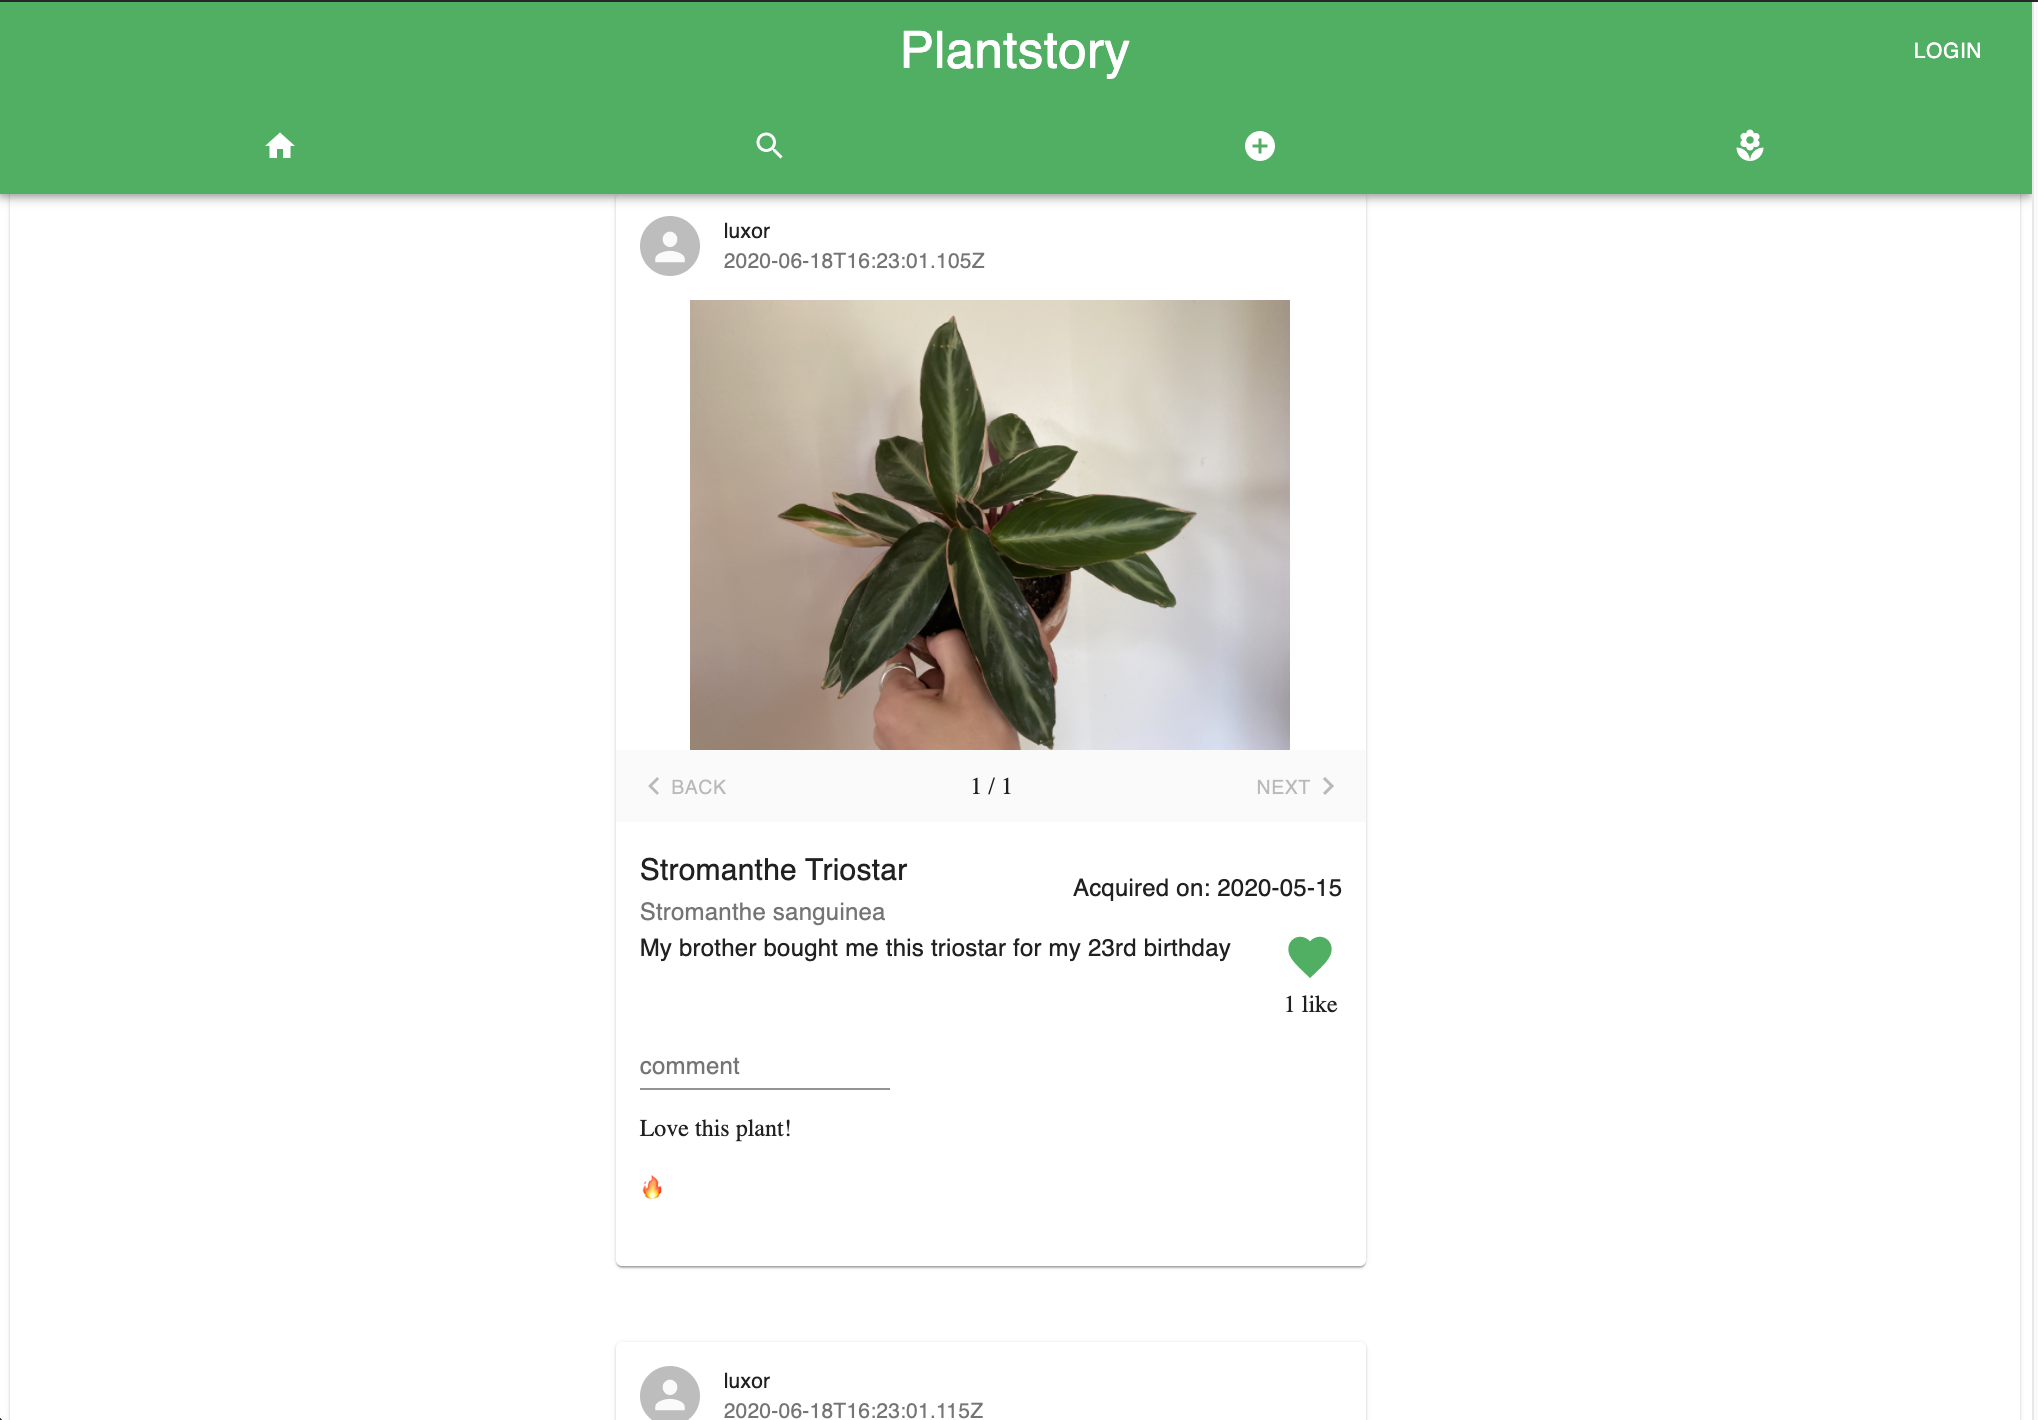 Plantstory
LOGIN
luxor
2020-06-18T16:23:01.105Z
BACK
1 / 1
NEXT
Stromanthe Triostar
Acquired on: 2020-05-15
Stromanthe sanguinea
My brother bought me this triostar for my 23rd birthday
1 like
comment
Love this plant!
🔥
luxor
2020-06-18T16:23:01.115Z